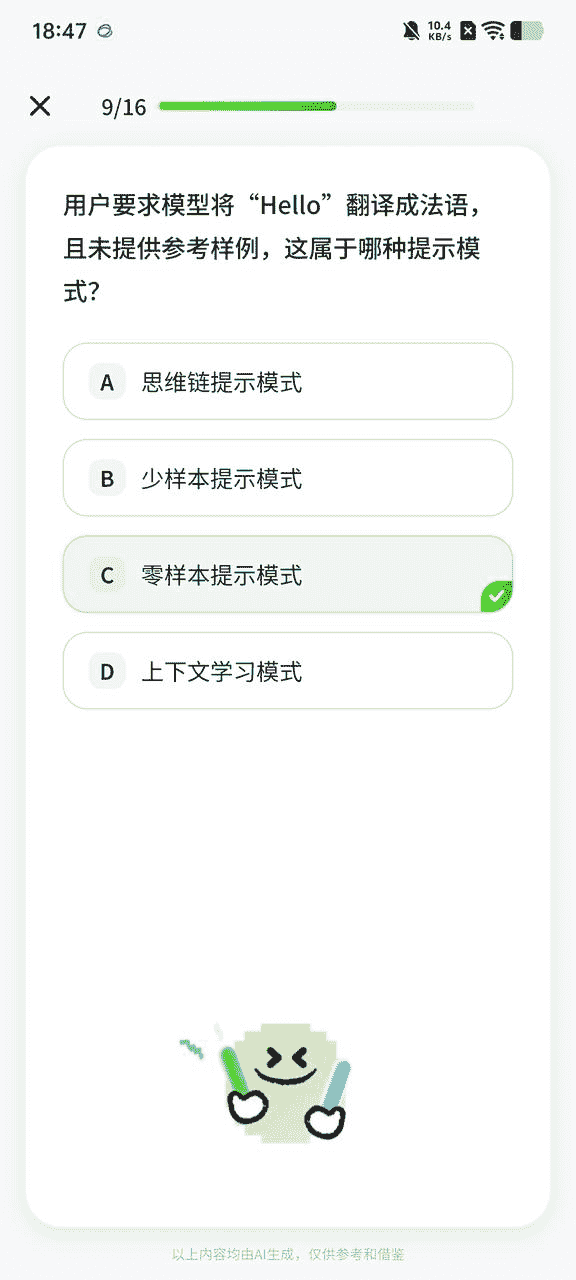 18:47
10.4
KB/s
9/16
用户要求模型将“Hello”翻译成法语，
且未提供参考样例，这属于哪种提示模
式？
A 思维链提示模式
B 少样本提示模式
C 零样本提示模式
D 上下文学习模式
以上内容均由AI生成，仅供参考和借鉴